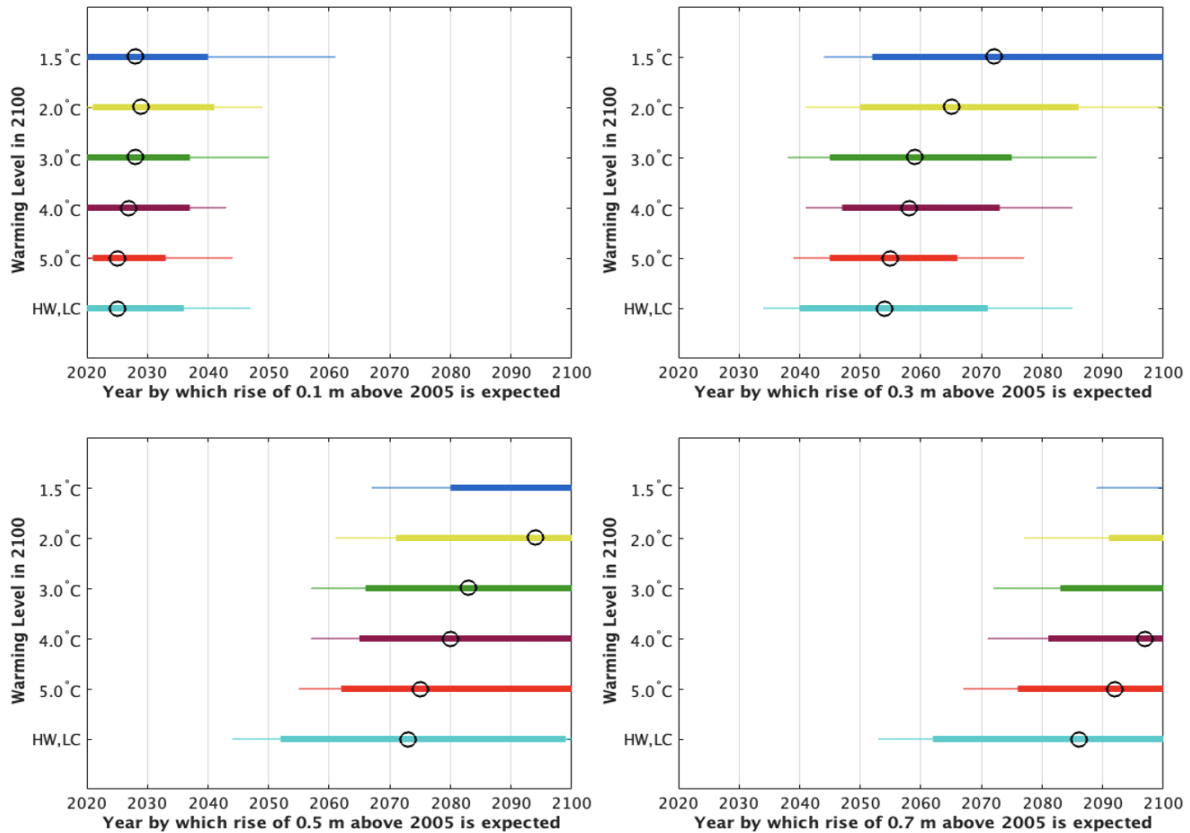 Warming Level in 2100
1.5°C
2.0°C
3.0°C
4.0°C
5.0°C
HW,LC
2020 2030 2040 2050 2060 2070 2080 2090 2100
Year by which rise of 0.1 m above 2005 is expected
Warming Level in 2100
1.5°C
2.0°C
3.0°C
4.0°C
5.0°C
HW,LC
2020 2030 2040 2050 2060 2070 2080 2090 2100
Year by which rise of 0.3 m above 2005 is expected
Warming Level in 2100
1.5°C
2.0°C
3.0°C
4.0°C
5.0°C
HW,LC
2020 2030 2040 2050 2060 2070 2080 2090 2100
Year by which rise of 0.5 m above 2005 is expected
Warming Level in 2100
1.5°C
2.0°C
3.0°C
4.0°C
5.0°C
HW,LC
2020 2030 2040 2050 2060 2070 2080 2090 2100
Year by which rise of 0.7 m above 2005 is expected